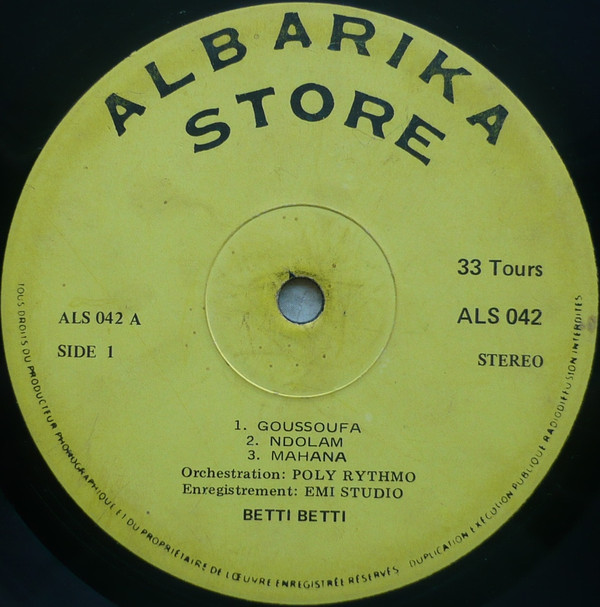 ALBARIKA
STORE
33 Tours
ALS 042 A
ALS 042
SIDE 1
STEREO
1. GOUSSOUFA
2. NDOLAM
3. MAHANA
Orchestration: POLY RYTHMO
Enregistrement: EMI STUDIO
BETTI BETTI
TOUS DROITS DU PRODUCTEUR PHONOGRAPHIQUE ET DU PROPRIÉTAIRE DE L'ŒUVRE ENREGISTRÉE RÉSERVÉS DUPLICATION EXÉCUTION PUBLIQUE RADIODIFFUSION INTERDITES